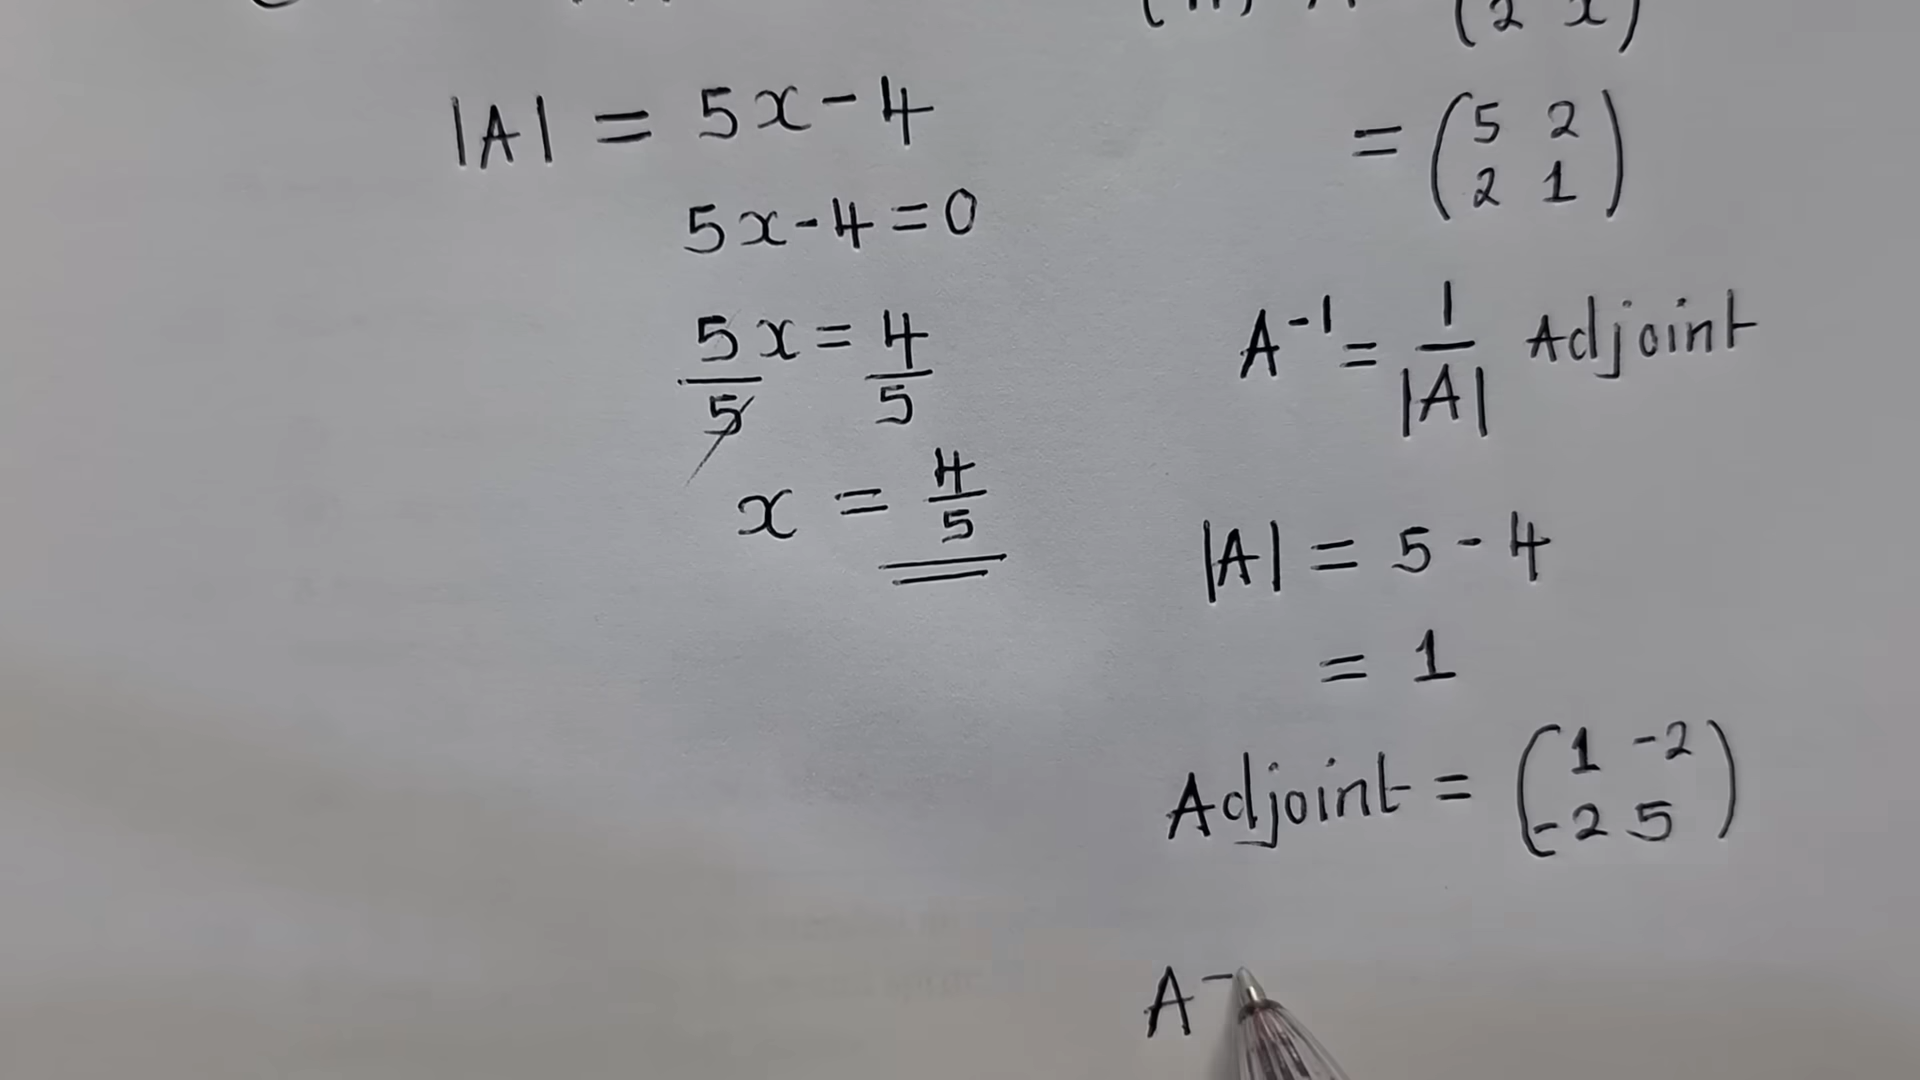 |A| = 5x - 4
5x - 4 = 0
5x/5 = 4/5
x = 4/5
(2 x)
= (5 2
2 1)
A⁻¹ = 1/|A| Adjoint
|A| = 5 - 4
= 1
Adjoint = (1 -2
-2 5)
A⁻